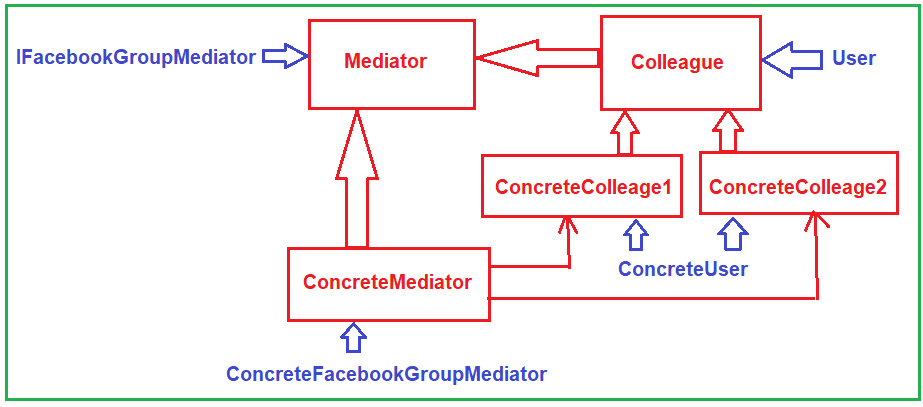 IFacebookGroupMediator
Mediator
Colleague
User
ConcreteColleage1
ConcreteColleage2
ConcreteUser
ConcreteMediator
ConcreteFacebookGroupMediator